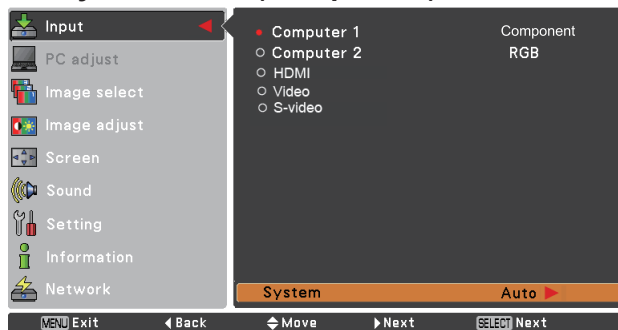 Input
PC adjust
Image select
Image adjust
Screen
Sound
Setting
Information
Network
Computer 1 Component
Computer 2 RGB
HDMI
Video
S-video
System Auto
MENU Exit Back Move Next SELECT Next